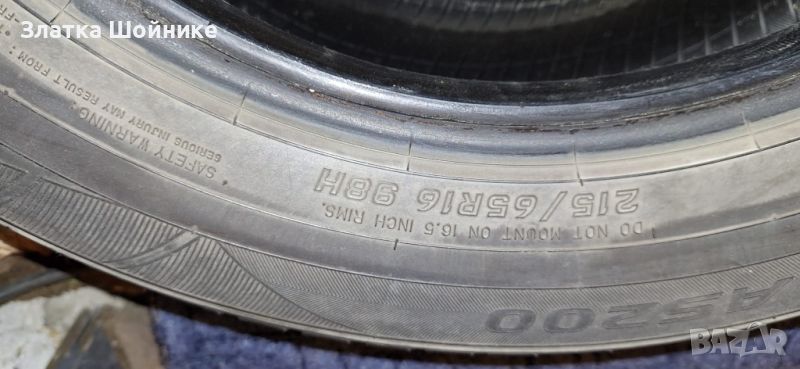 Златка Шойнике
215/65R16 98H
! DO NOT MOUNT ON 16.5 INCH RIMS.
SAFETY WARNING:
SERIOUS INJURY MAY RESULT FROM:
AS200
BAZAR